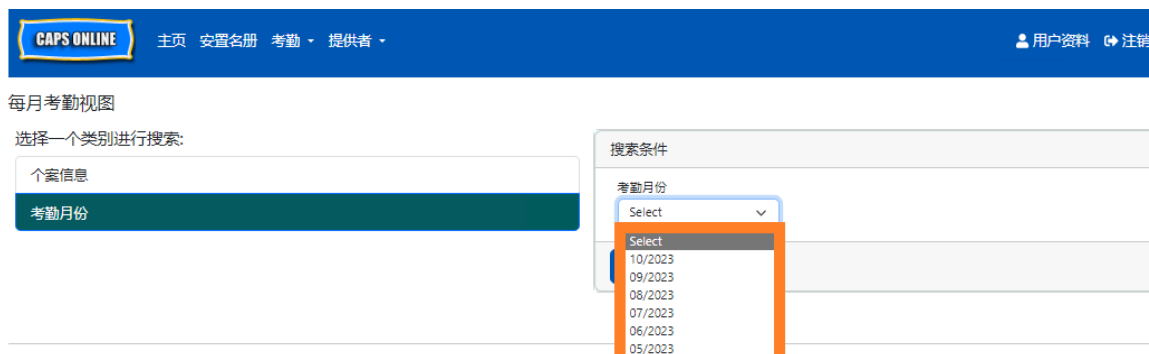 CAPS ONLINE 主页 安置名册 考勤 提供者 用户资料 注销
每月考勤视图
选择一个类别进行搜索:
个案信息
考勤月份
搜索条件
考勤月份
Select
Select
10/2023
09/2023
08/2023
07/2023
06/2023
05/2023